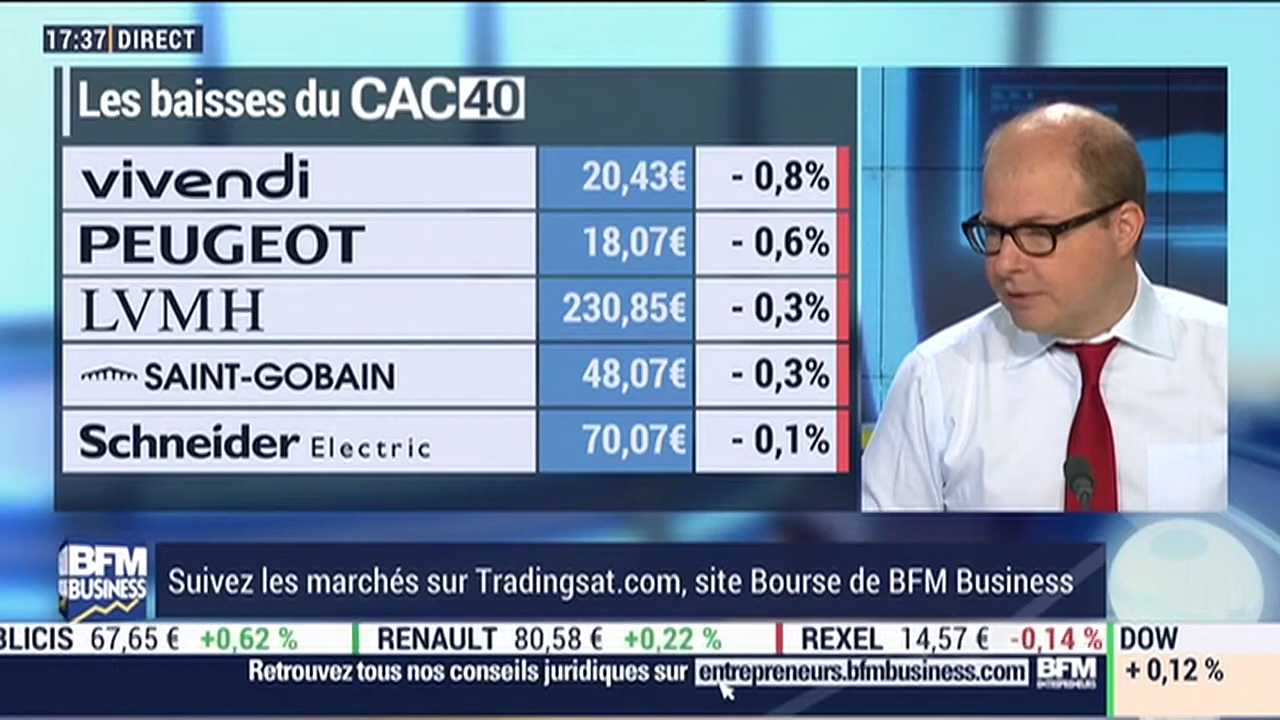 17:37 DIRECT
Les baisses du CAC 40
vivendi 20,43€ - 0,8%
PEUGEOT 18,07€ - 0,6%
LVMH 230,85€ - 0,3%
SAINT-GOBAIN 48,07€ - 0,3%
Schneider Electric 70,07€ - 0,1%
BFM
BUSINESS
Suivez les marchés sur Tradingsat.com, site Bourse de BFM Business
BLICIS 67,65 € +0,62 % RENAULT 80,58 € +0,22 % REXEL 14,57 € -0,14 % DOW
+ 0,12 %
Retrouvez tous nos conseils juridiques sur entrepreneurs.bfmbusiness.com BFM
ENTREPRENEURS